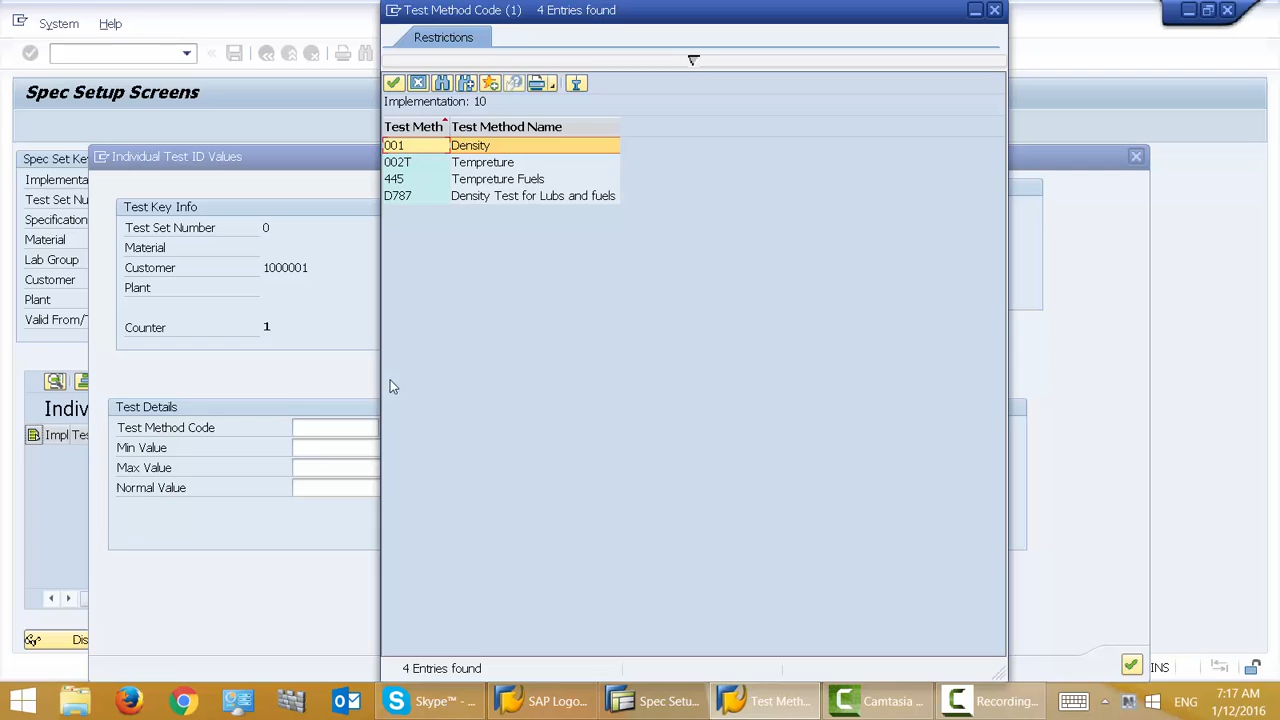 System Help
Spec Setup Screens
Spec Set Key
Implementa
Test Set Nu
Specification
Material
Lab Group
Customer
Plant
Valid From/T
Indivi
Impl Tes
Dis
Individual Test ID Values
Test Key Info
Test Set Number 0
Material
Customer 1000001
Plant
Counter 1
Test Details
Test Method Code
Min Value
Max Value
Normal Value
Test Method Code (1) 4 Entries found
Restrictions
Implementation: 10
Test Meth Test Method Name
001 Density
002T Tempreture
445 Tempreture Fuels
D787 Density Test for Lubs and fuels
4 Entries found
INS
Skype™ - ...
SAP Logo...
Spec Setu...
Test Meth...
Camtasia ...
Recording...
ENG
7:17 AM
1/12/2016